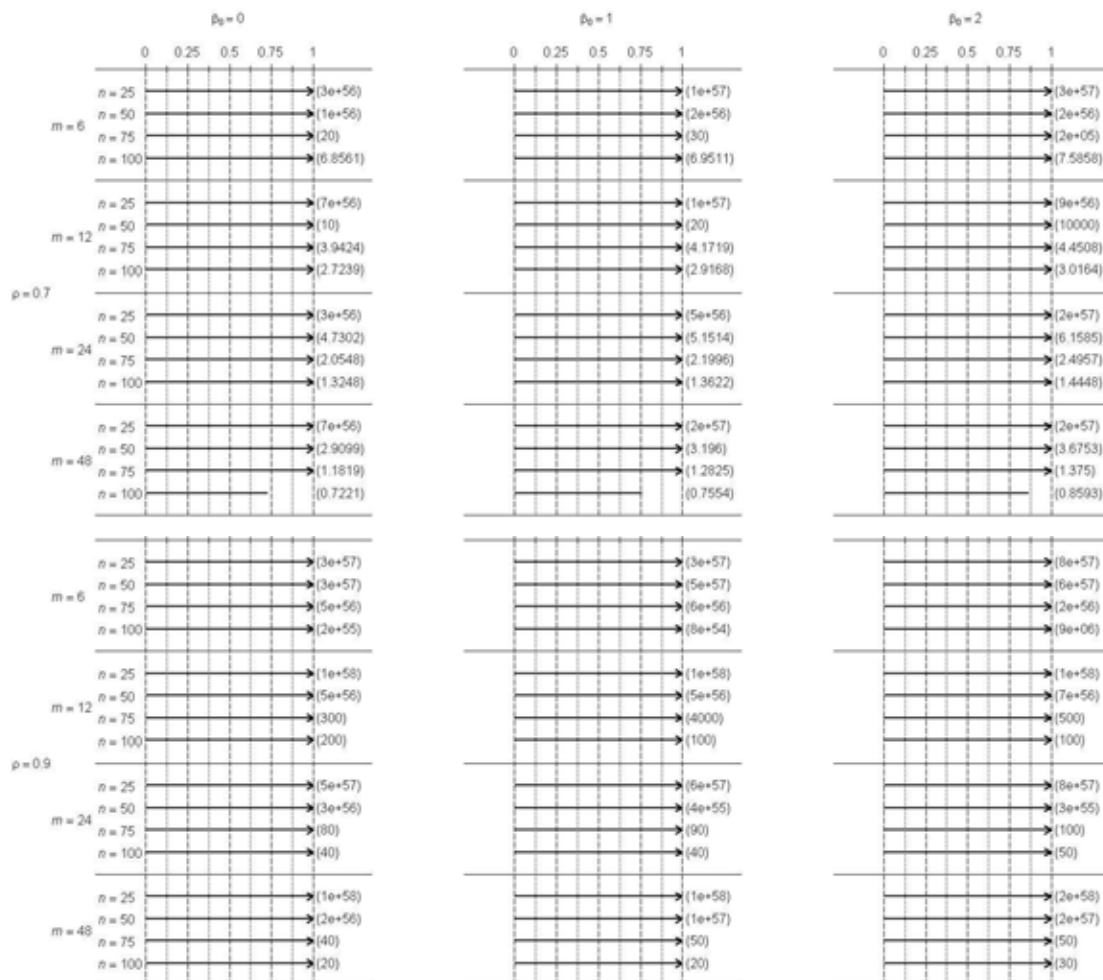 β₀ = 0 β₀ = 1 β₀ = 2
0 0.25 0.5 0.75 1 0 0.25 0.5 0.75 1 0 0.25 0.5 0.75 1
n = 25 (3e+56) (1e+57) (3e+57)
n = 50 (1e+56) (2e+56) (2e+56)
m = 6
n = 75 (20) (30) (2e+05)
n = 100 (6.8561) (6.9511) (7.5858)
n = 25 (7e+56) (1e+57) (9e+56)
n = 50 (10) (20) (10000)
m = 12
n = 75 (3.9424) (4.1719) (4.4508)
n = 100 (2.7239) (2.9168) (3.0164)
ρ = 0.7
n = 25 (3e+56) (5e+56) (2e+57)
n = 50 (4.7302) (5.1514) (6.1585)
m = 24
n = 75 (2.0548) (2.1996) (2.4957)
n = 100 (1.3248) (1.3622) (1.4448)
n = 25 (7e+56) (2e+57) (2e+57)
n = 50 (2.9099) (3.196) (3.6753)
m = 48
n = 75 (1.1819) (1.2825) (1.375)
n = 100 (0.7221) (0.7554) (0.8593)
n = 25 (3e+57) (3e+57) (8e+57)
n = 50 (3e+57) (5e+57) (6e+57)
m = 6
n = 75 (5e+56) (6e+56) (2e+56)
n = 100 (2e+55) (8e+54) (9e+06)
n = 25 (1e+58) (1e+58) (1e+58)
n = 50 (5e+56) (5e+56) (7e+56)
m = 12
n = 75 (300) (4000) (500)
n = 100 (200) (100) (100)
ρ = 0.9
n = 25 (5e+57) (6e+57) (8e+57)
n = 50 (3e+56) (4e+55) (3e+55)
m = 24
n = 75 (80) (90) (100)
n = 100 (40) (40) (50)
n = 25 (1e+58) (1e+58) (2e+58)
n = 50 (2e+56) (1e+57) (2e+57)
m = 48
n = 75 (40) (50) (50)
n = 100 (20) (20) (30)